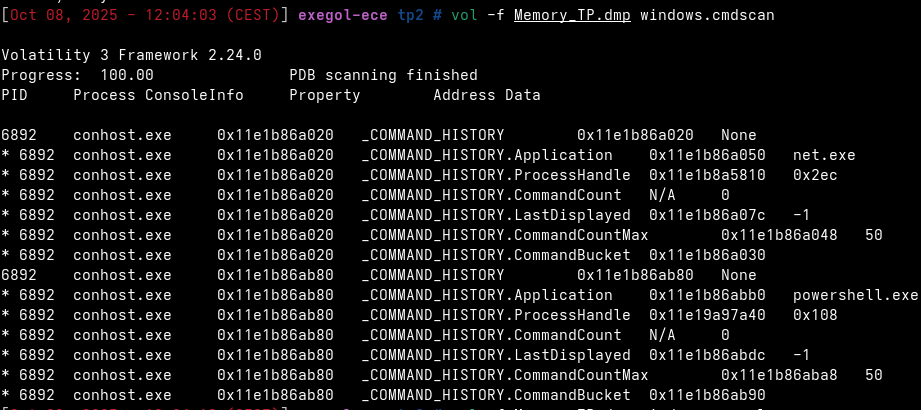 [Oct 08, 2025 - 12:04:03 (CEST)] exegol-ece tp2 # vol -f Memory_TP.dmp windows.cmdscan
Volatility 3 Framework 2.24.0
Progress:  100.00               PDB scanning finished
PID     Process ConsoleInfo     Property        Address Data
6892    conhost.exe     0x11e1b86a020   _COMMAND_HISTORY        0x11e1b86a020   None
* 6892  conhost.exe     0x11e1b86a020   _COMMAND_HISTORY.Application    0x11e1b86a050   net.exe
* 6892  conhost.exe     0x11e1b86a020   _COMMAND_HISTORY.ProcessHandle  0x11e1b8a5810   0x2ec
* 6892  conhost.exe     0x11e1b86a020   _COMMAND_HISTORY.CommandCount   N/A     0
* 6892  conhost.exe     0x11e1b86a020   _COMMAND_HISTORY.LastDisplayed  0x11e1b86a07c   -1
* 6892  conhost.exe     0x11e1b86a020   _COMMAND_HISTORY.CommandCountMax        0x11e1b86a048   50
* 6892  conhost.exe     0x11e1b86a020   _COMMAND_HISTORY.CommandBucket  0x11e1b86a030
6892    conhost.exe     0x11e1b86ab80   _COMMAND_HISTORY        0x11e1b86ab80   None
* 6892  conhost.exe     0x11e1b86ab80   _COMMAND_HISTORY.Application    0x11e1b86abb0   powershell.exe
* 6892  conhost.exe     0x11e1b86ab80   _COMMAND_HISTORY.ProcessHandle  0x11e19a97a40   0x108
* 6892  conhost.exe     0x11e1b86ab80   _COMMAND_HISTORY.CommandCount   N/A     0
* 6892  conhost.exe     0x11e1b86ab80   _COMMAND_HISTORY.LastDisplayed  0x11e1b86abdc   -1
* 6892  conhost.exe     0x11e1b86ab80   _COMMAND_HISTORY.CommandCountMax        0x11e1b86aba8   50
* 6892  conhost.exe     0x11e1b86ab80   _COMMAND_HISTORY.CommandBucket  0x11e1b86ab90